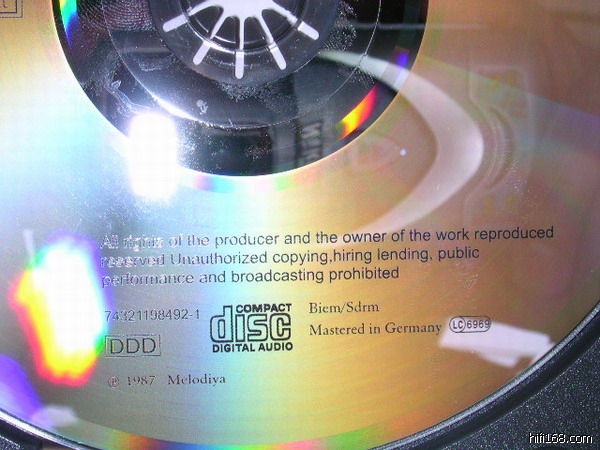 All rights of the producer and the owner of the work reproduced
reserved Unauthorized copying,hiring lending, public
performance and broadcasting prohibited
74321198492-1
COMPACT
disc
DIGITAL AUDIO
Biem/Sdrm
Mastered in Germany
LC 6969
DDD
℗ 1987 Melodiya
hifi168.com